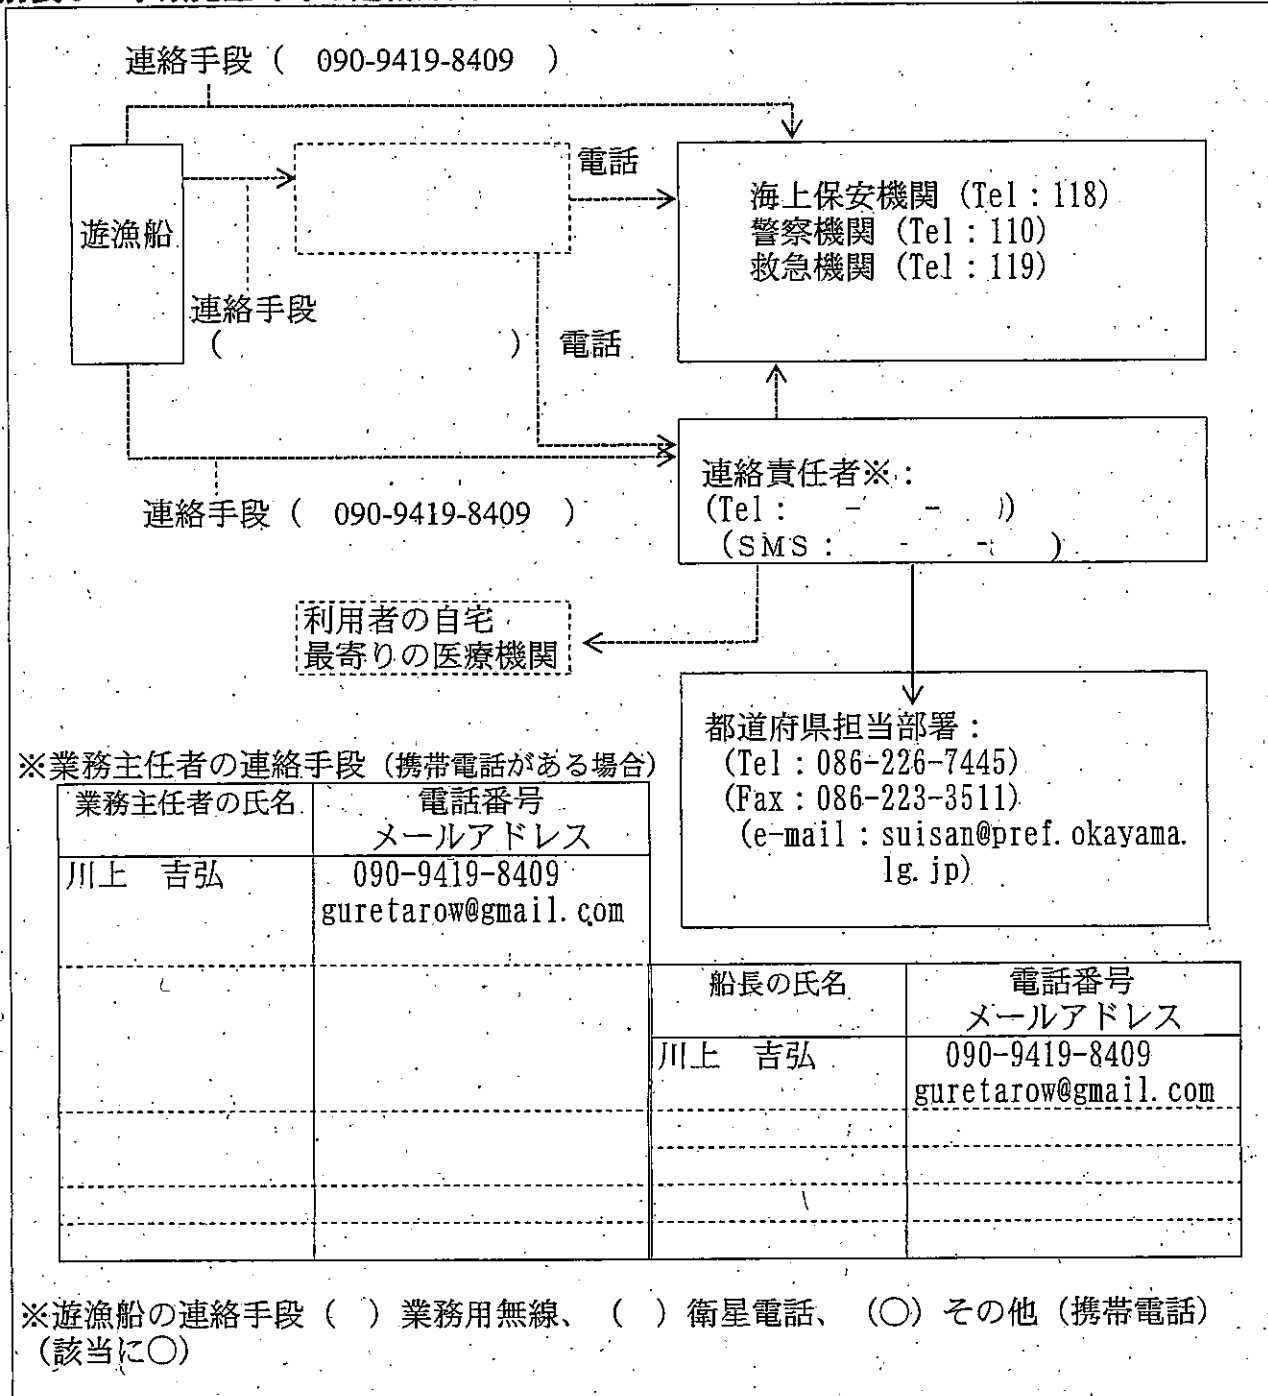 連絡手段（ 090-9419-8409 ）
遊漁船
電話
海上保安機関（Tel：118）
警察機関（Tel：110）
救急機関（Tel：119）
連絡手段
（ ）
電話
連絡責任者※：
（Tel： - - ）
（SMS： - - ）
連絡手段（ 090-9419-8409 ）
利用者の自宅
最寄りの医療機関
都道府県担当部署：
（Tel：086-226-7445）
（Fax：086-223-3511）
（e-mail：suisan@pref.okayama.
lg.jp）
※業務主任者の連絡手段（携帯電話がある場合）
業務主任者の氏名 電話番号
メールアドレス
川上 吉弘 090-9419-8409
guretarow@gmail.com
船長の氏名 電話番号
メールアドレス
川上 吉弘 090-9419-8409
guretarow@gmail.com
※遊漁船の連絡手段（ ）業務用無線、（ ）衛星電話、（○）その他（携帯電話）
（該当に○）